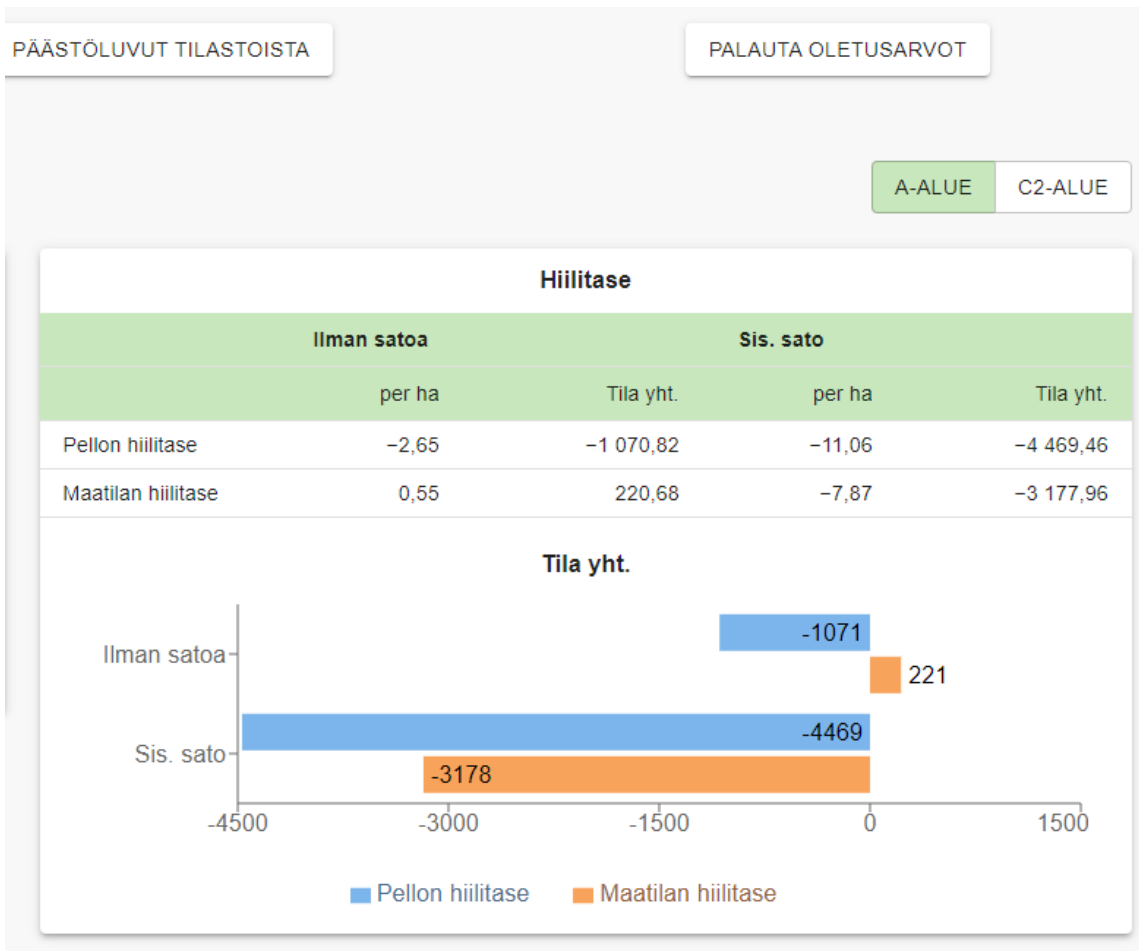 PÄÄSTÖLUVUT TILASTOISTA PALAUTA OLETUSARVOT
A-ALUE C2-ALUE
Hiilitase
Ilman satoa Sis. sato
per ha Tila yht. per ha Tila yht.
Pellon hiilitase −2,65 −1 070,82 −11,06 −4 469,46
Maatilan hiilitase 0,55 220,68 −7,87 −3 177,96
Tila yht.
-1071
Ilman satoa
221
-4469
Sis. sato
-3178
-4500 -3000 -1500 0 1500
Pellon hiilitase Maatilan hiilitase